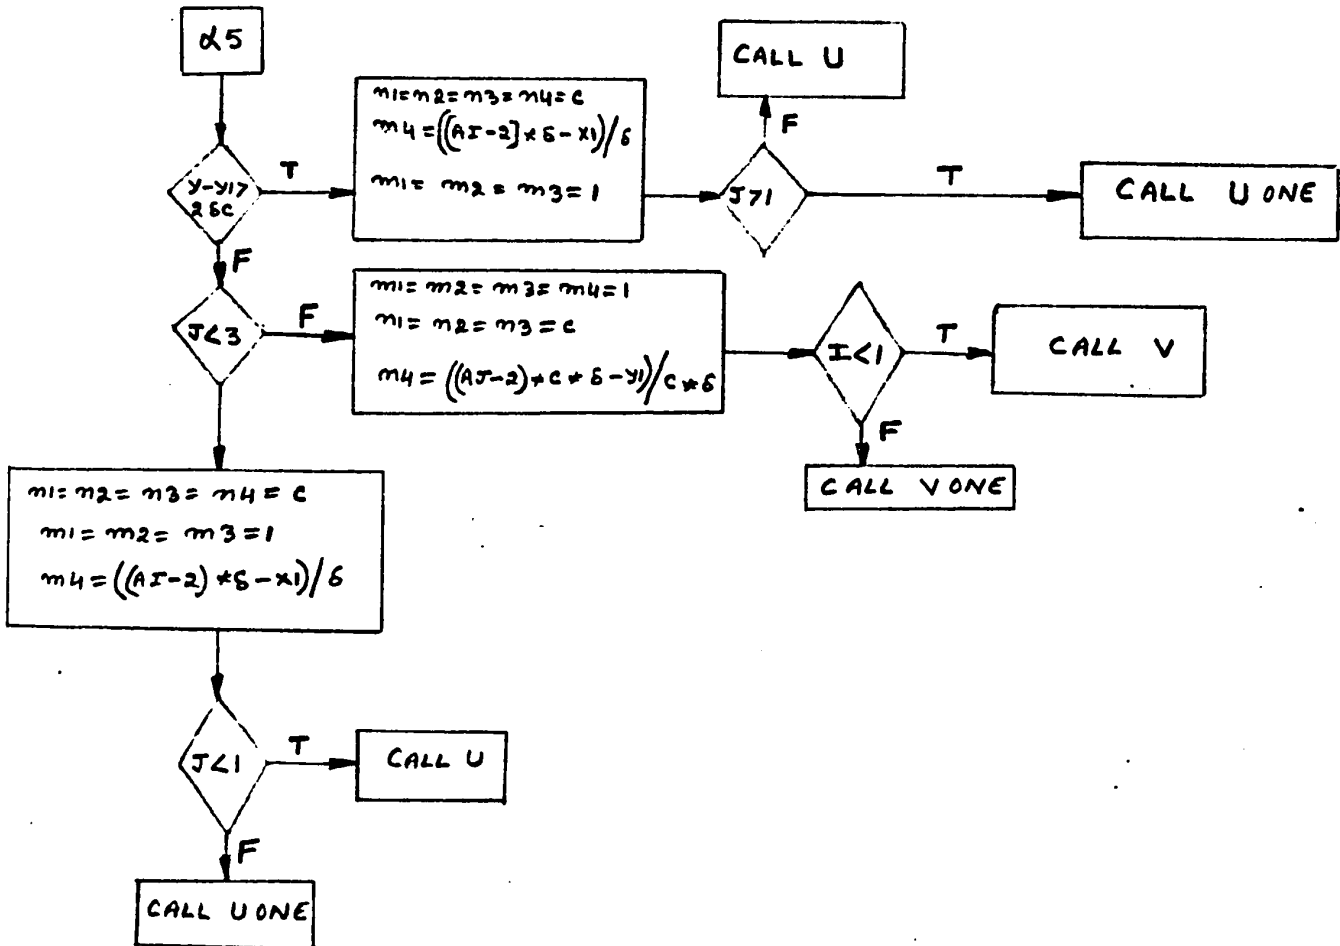 α5
CALL U
n1=n2=n3=n4=c
m4=((AI-2]*δ-x1)/δ
m1=m2=m3=1
F
y-y1>
2δc
T
J>1
T
CALL U ONE
F
m1=m2=m3=m4=1
n1=n2=n3=c
n4=((AJ-2)*c*δ-y1)/c*δ
J<3
F
I<1
T
CALL V
F
CALL V ONE
n1=n2=n3=n4=c
m1=m2=m3=1
m4=((AI-2)*δ-x1)/δ
J<1
T
CALL U
F
CALL U ONE